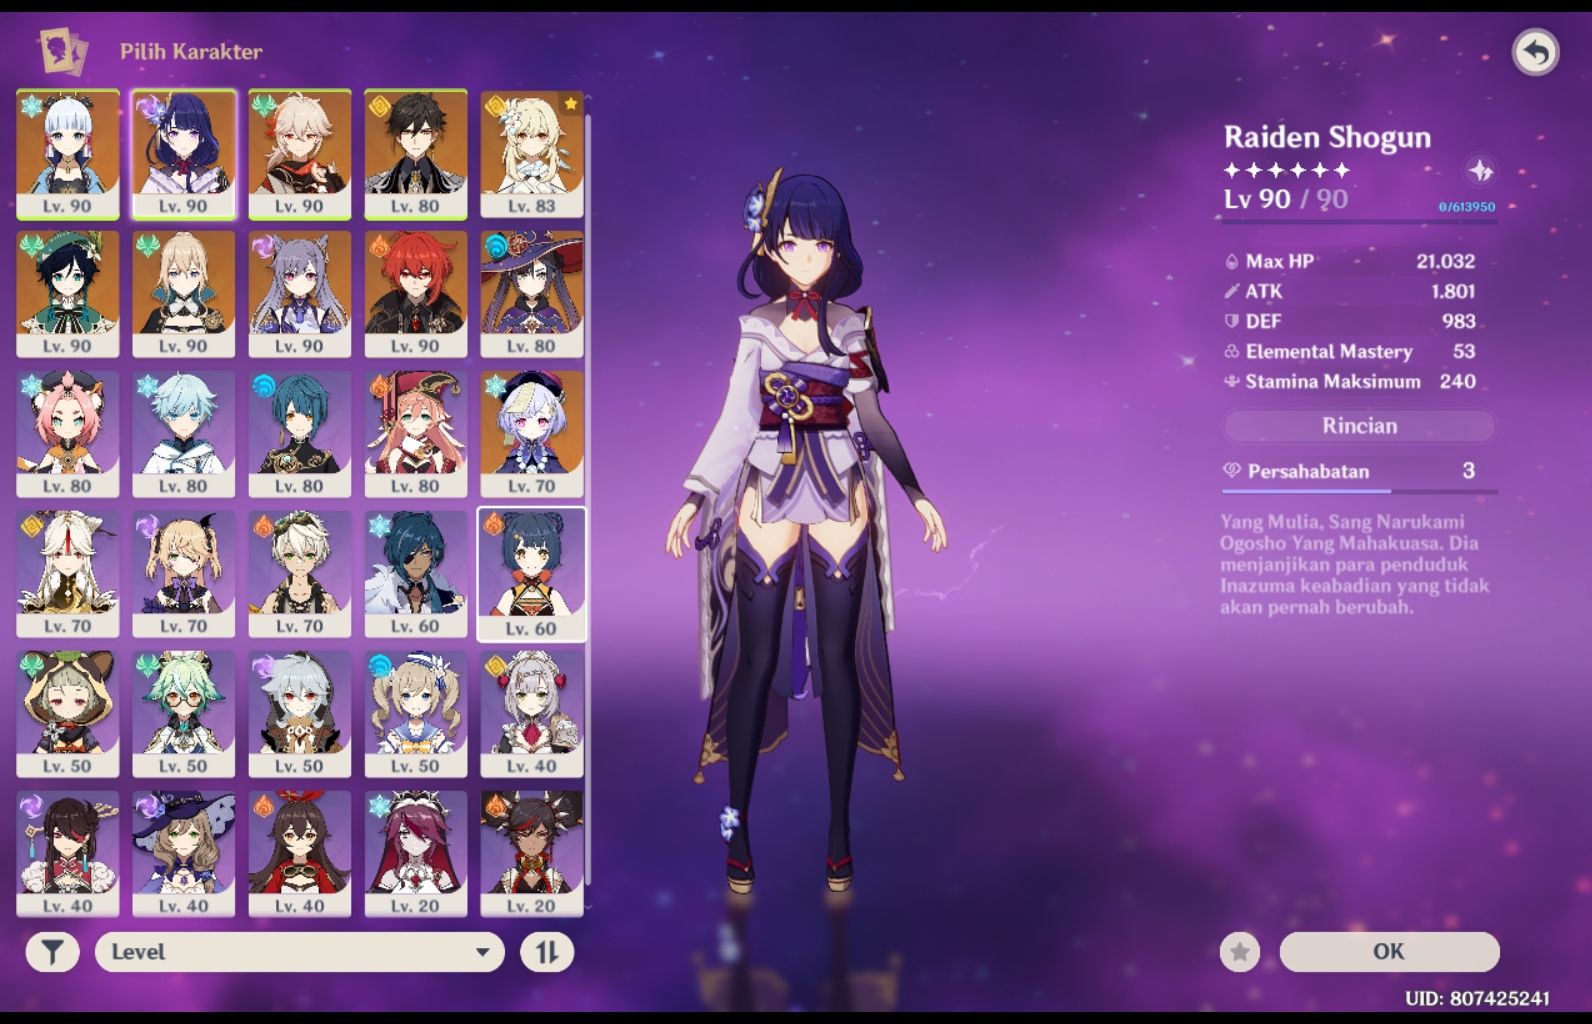 Pilih Karakter
Lv. 90
Lv. 90
Lv. 90
Lv. 80
Lv. 83
Lv. 90
Lv. 90
Lv. 90
Lv. 90
Lv. 80
Lv. 80
Lv. 80
Lv. 80
Lv. 80
Lv. 70
Lv. 70
Lv. 70
Lv. 70
Lv. 60
Lv. 60
Lv. 50
Lv. 50
Lv. 50
Lv. 50
Lv. 40
Lv. 40
Lv. 40
Lv. 40
Lv. 20
Lv. 20
Level
Raiden Shogun
Lv 90 / 90
0/613950
Max HP 21.032
ATK 1.801
DEF 983
Elemental Mastery 53
Stamina Maksimum 240
Rincian
Persahabatan 3
Yang Mulia, Sang Narukami
Ogosho Yang Mahakuasa. Dia
menjanjikan para penduduk
Inazuma keabadian yang tidak
akan pernah berubah.
OK
UID: 807425241